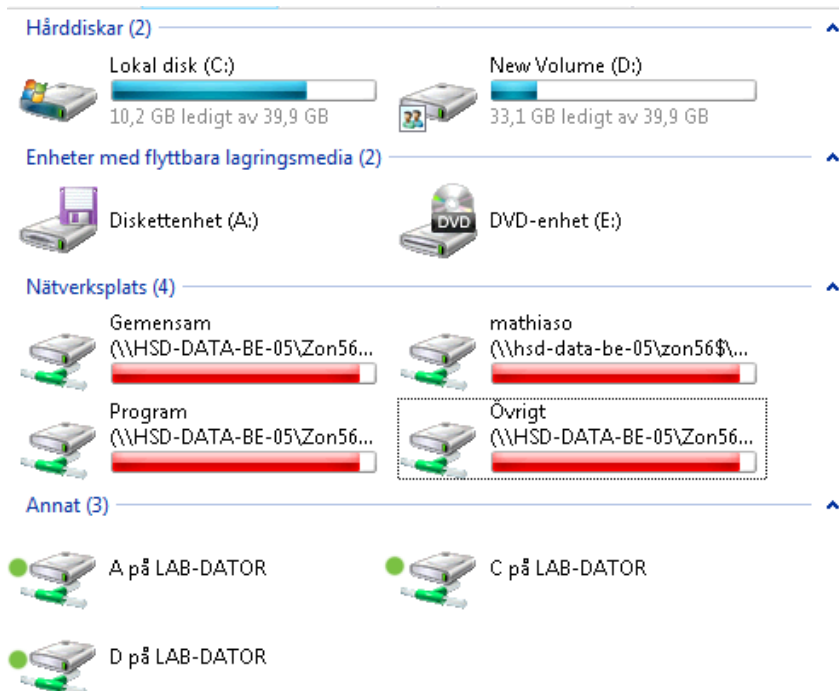 Hårddiskar (2)
Lokal disk (C:)
10,2 GB ledigt av 39,9 GB
New Volume (D:)
33,1 GB ledigt av 39,9 GB
Enheter med flyttbara lagringsmedia (2)
Diskettenhet (A:)
DVD
DVD-enhet (E:)
Nätverksplats (4)
Gemensam
(\\HSD-DATA-BE-05\Zon56...
mathiaso
(\\hsd-data-be-05\zon56$\...
Program
(\\HSD-DATA-BE-05\Zon56...
Övrigt
(\\HSD-DATA-BE-05\Zon56...
Annat (3)
A på LAB-DATOR
C på LAB-DATOR
D på LAB-DATOR